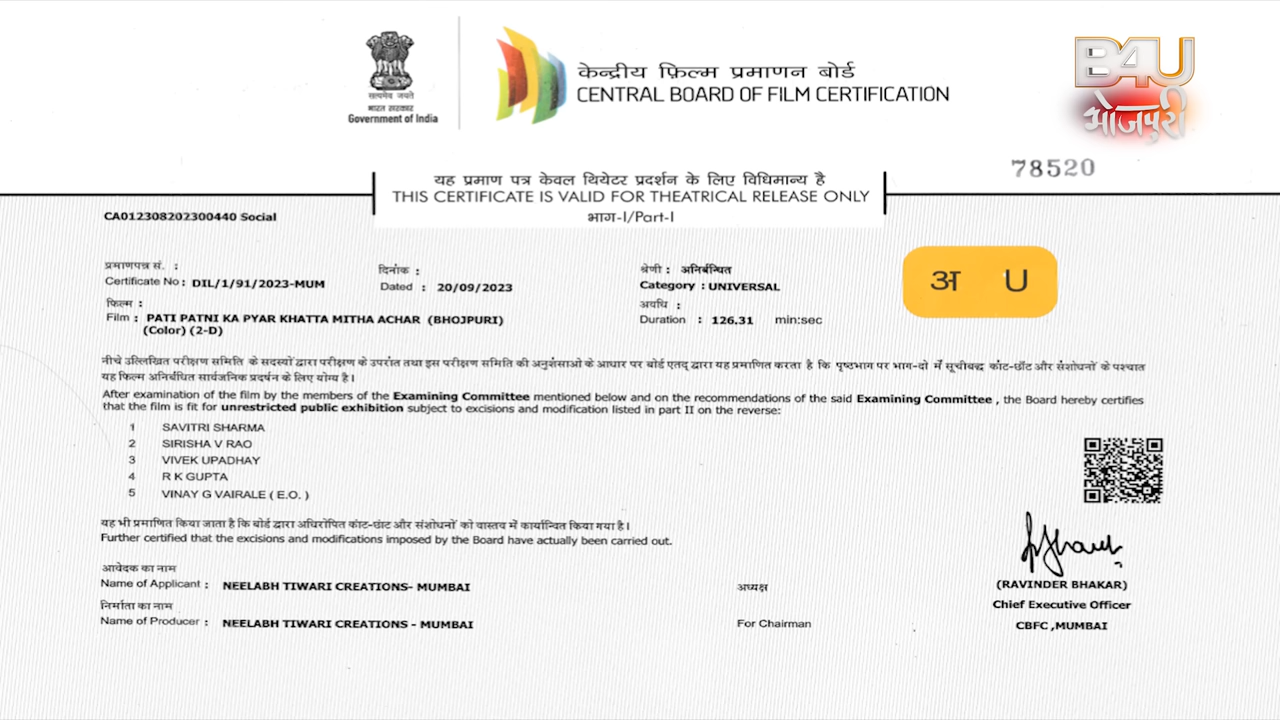 सत्यमेव जयते
भारत सरकार
Government of India
केन्द्रीय फ़िल्म प्रमाणन बोर्ड
CENTRAL BOARD OF FILM CERTIFICATION
B4U
भोजपुरी
78520
यह प्रमाण पत्र केवल थियेटर प्रदर्शन के लिए विधिमान्य है
THIS CERTIFICATE IS VALID FOR THEATRICAL RELEASE ONLY
भाग-I/Part-I
CA012308202300440 Social
प्रमाणपत्र सं. :
Certificate No : DIL/1/91/2023-MUM
दिनांक :
Dated : 20/09/2023
श्रेणी : अनिर्बन्धित
Category : UNIVERSAL
अ U
फिल्म :
Film : PATI PATNI KA PYAR KHATTA MITHA ACHAR (BHOJPURI)
(Color) (2-D)
अवधि :
Duration : 126.31 min:sec
नीचे उल्लिखित परीक्षण समिति के सदस्यों द्वारा परीक्षण के उपरांत तथा इस परीक्षण समिति की अनुशंसाओ के आधार पर बोर्ड एतद् द्वारा यह प्रमाणित करता है कि पृष्ठभाग पर भाग-दो में सूचीबद्ध कांट-छाँट और संशोधनों के पश्चात
यह फिल्म अनिर्बंधित सार्वजनिक प्रदर्शन के लिए योग्य है।
After examination of the film by the members of the Examining Committee mentioned below and on the recommendations of the said Examining Committee , the Board hereby certifies
that the film is fit for unrestricted public exhibition subject to excisions and modification listed in part II on the reverse:
1 SAVITRI SHARMA
2 SIRISHA V RAO
3 VIVEK UPADHAY
4 R K GUPTA
5 VINAY G VAIRALE ( E.O. )
यह भी प्रमाणित किया जाता है कि बोर्ड द्वारा अधिरोपित कांट-छांट और संशोधनों को वास्तव में कार्यान्वित किया गया है।
Further certified that the excisions and modifications imposed by the Board have actually been carried out.
आवेदक का नाम
Name of Applicant : NEELABH TIWARI CREATIONS- MUMBAI
निर्माता का नाम
Name of Producer : NEELABH TIWARI CREATIONS - MUMBAI
अध्यक्ष
For Chairman
(RAVINDER BHAKAR)
Chief Executive Officer
CBFC ,MUMBAI